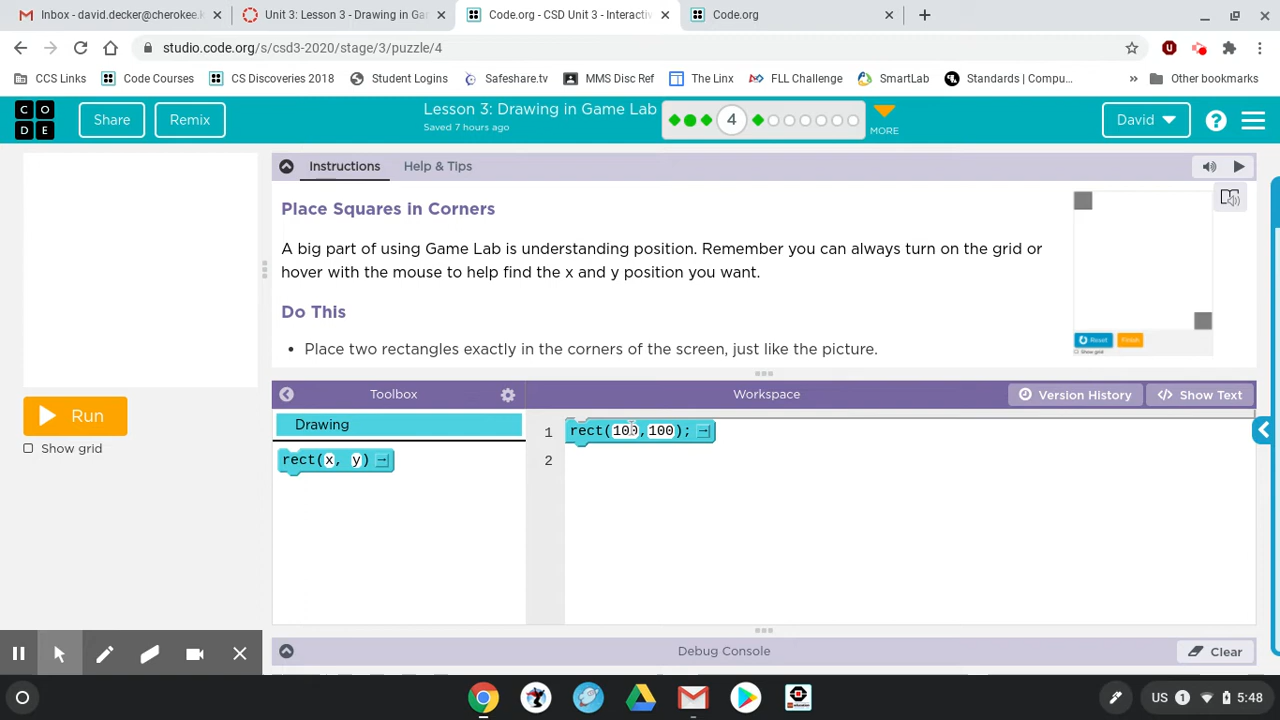 Inbox - david.decker@cherokee.k
Unit 3: Lesson 3 - Drawing in Gar
Code.org - CSD Unit 3 - Interactiv
Code.org
studio.code.org/s/csd3-2020/stage/3/puzzle/4
CCS Links
Code Courses
CS Discoveries 2018
Student Logins
Safeshare.tv
MMS Disc Ref
The Linx
FLL Challenge
SmartLab
Standards | Compu...
Other bookmarks
C O
D E
Share
Remix
Lesson 3: Drawing in Game Lab
Saved 7 hours ago
4
MORE
David
Instructions
Help & Tips
Place Squares in Corners
A big part of using Game Lab is understanding position. Remember you can always turn on the grid or
hover with the mouse to help find the x and y position you want.
Do This
• Place two rectangles exactly in the corners of the screen, just like the picture.
Reset
Finish
Show grid
Run
Show grid
Toolbox
Workspace
Version History
Show Text
Drawing
rect(x, y)
1
rect(100,100);
2
Debug Console
Clear
US
1
5:48